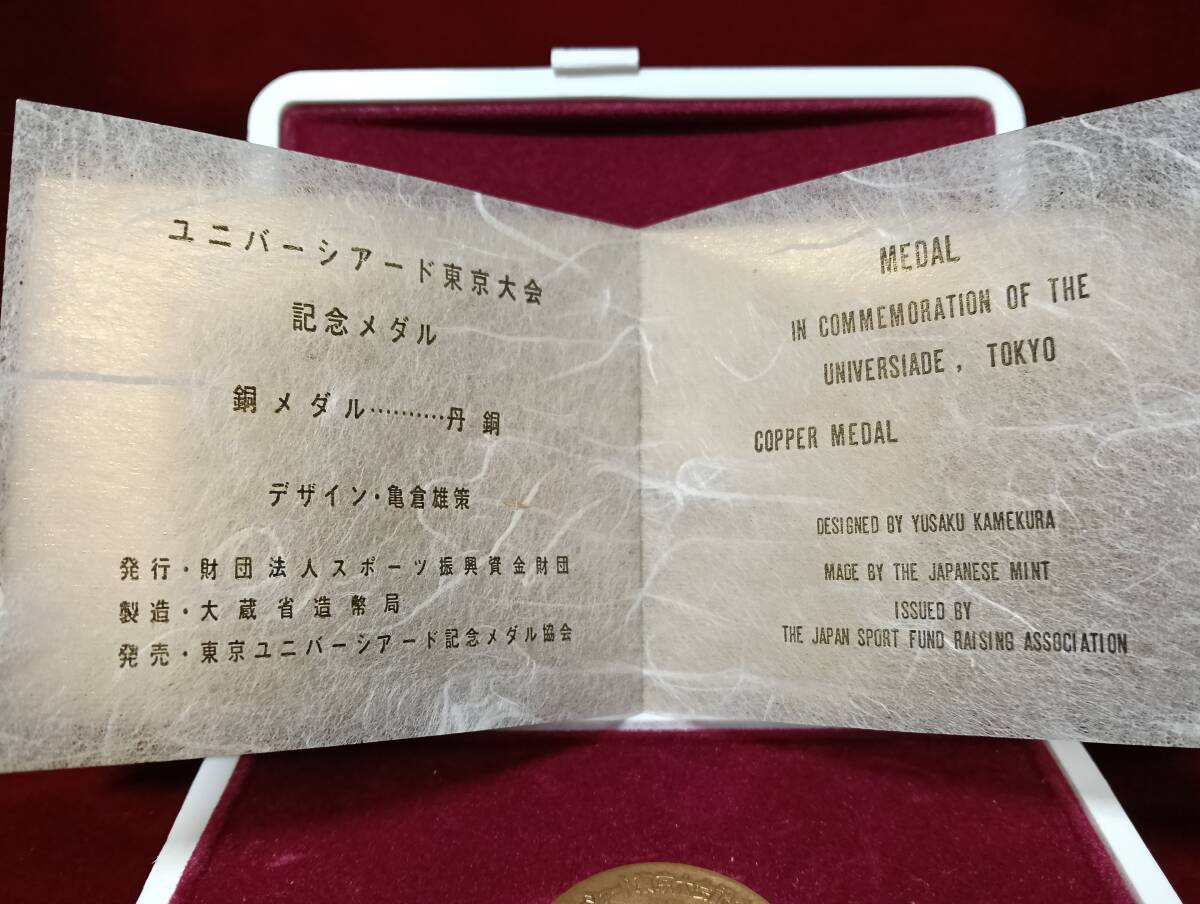 ユニバーシアード東京大会
記念メダル
銅メダル‥‥‥‥‥丹銅
デザイン・亀倉雄策
発行・財団法人スポーツ振興資金財団
製造・大蔵省造幣局
発売・東京ユニバーシアード記念メダル協会
MEDAL
IN COMMEMORATION OF THE
UNIVERSIADE, TOKYO
COPPER MEDAL
DESIGNED BY YUSAKU KAMEKURA
MADE BY THE JAPANESE MINT
ISSUED BY
THE JAPAN SPORT FUND RAISING ASSOCIATION